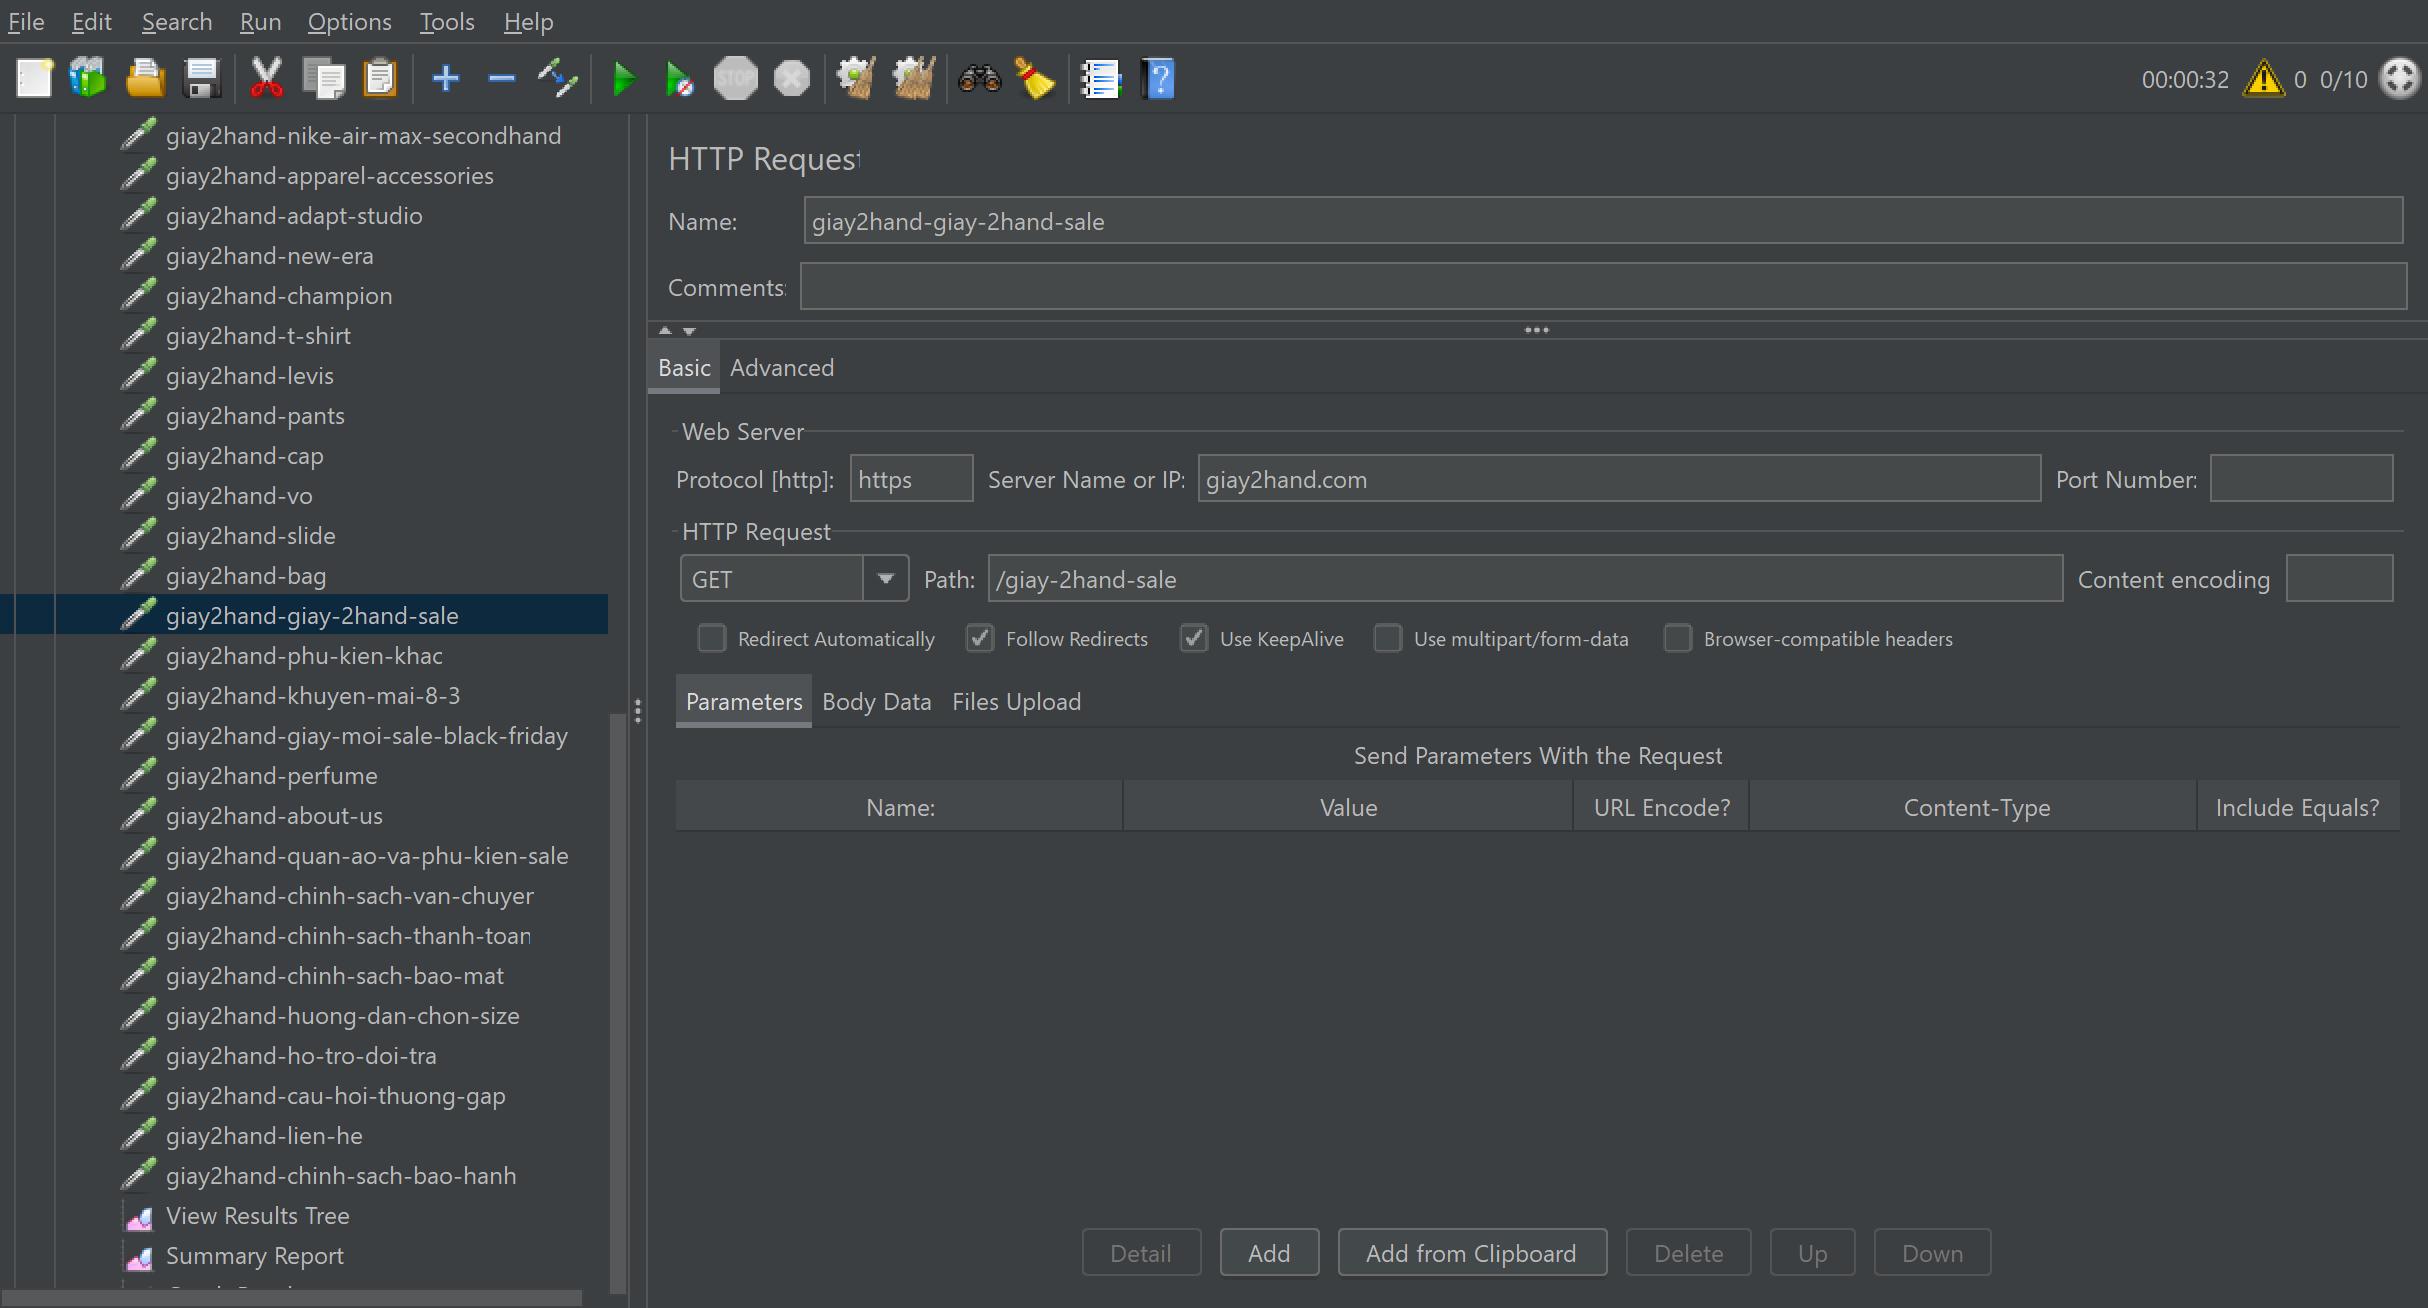 File Edit Search Run Options Tools Help
STOP
00:00:32 0 0/10
giay2hand-nike-air-max-secondhand
giay2hand-apparel-accessories
giay2hand-adapt-studio
giay2hand-new-era
giay2hand-champion
giay2hand-t-shirt
giay2hand-levis
giay2hand-pants
giay2hand-cap
giay2hand-vo
giay2hand-slide
giay2hand-bag
giay2hand-giay-2hand-sale
giay2hand-phu-kien-khac
giay2hand-khuyen-mai-8-3
giay2hand-giay-moi-sale-black-friday
giay2hand-perfume
giay2hand-about-us
giay2hand-quan-ao-va-phu-kien-sale
giay2hand-chinh-sach-van-chuyer
giay2hand-chinh-sach-thanh-toan
giay2hand-chinh-sach-bao-mat
giay2hand-huong-dan-chon-size
giay2hand-ho-tro-doi-tra
giay2hand-cau-hoi-thuong-gap
giay2hand-lien-he
giay2hand-chinh-sach-bao-hanh
View Results Tree
Summary Report
HTTP Request
Name: giay2hand-giay-2hand-sale
Comments:
Basic Advanced
Web Server
Protocol [http]: https Server Name or IP: giay2hand.com Port Number:
HTTP Request
GET Path: /giay-2hand-sale Content encoding
Redirect Automatically Follow Redirects Use KeepAlive Use multipart/form-data Browser-compatible headers
Parameters Body Data Files Upload
Send Parameters With the Request
Name: Value URL Encode? Content-Type Include Equals?
Detail Add Add from Clipboard Delete Up Down